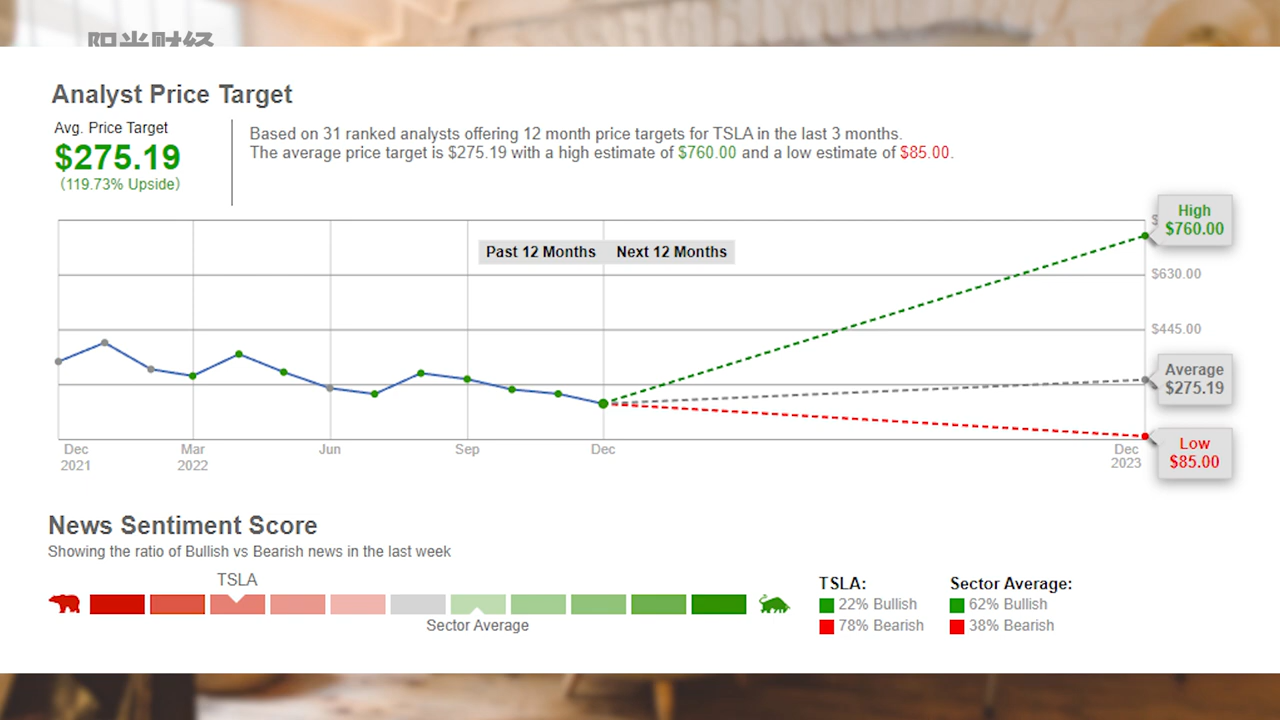 阳光财经
Analyst Price Target
Avg. Price Target
$275.19
(119.73% Upside)
Based on 31 ranked analysts offering 12 month price targets for TSLA in the last 3 months.
The average price target is $275.19 with a high estimate of $760.00 and a low estimate of $85.00.
Past 12 Months
Next 12 Months
High
$760.00
$630.00
$445.00
Average
$275.19
Low
$85.00
Dec
2021
Mar
2022
Jun
Sep
Dec
Dec
2023
News Sentiment Score
Showing the ratio of Bullish vs Bearish news in the last week
TSLA
Sector Average
TSLA:
22% Bullish
78% Bearish
Sector Average:
62% Bullish
38% Bearish